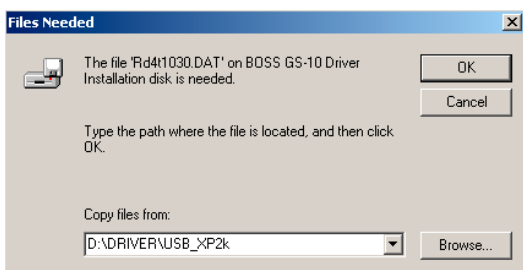 Files Needed
The file 'Rd4t1030.DAT' on BOSS GS-10 Driver
Installation disk is needed.
OK
Cancel
Type the path where the file is located, and then click
OK.
Copy files from:
D:\DRIVER\USB_XP2k
Browse...